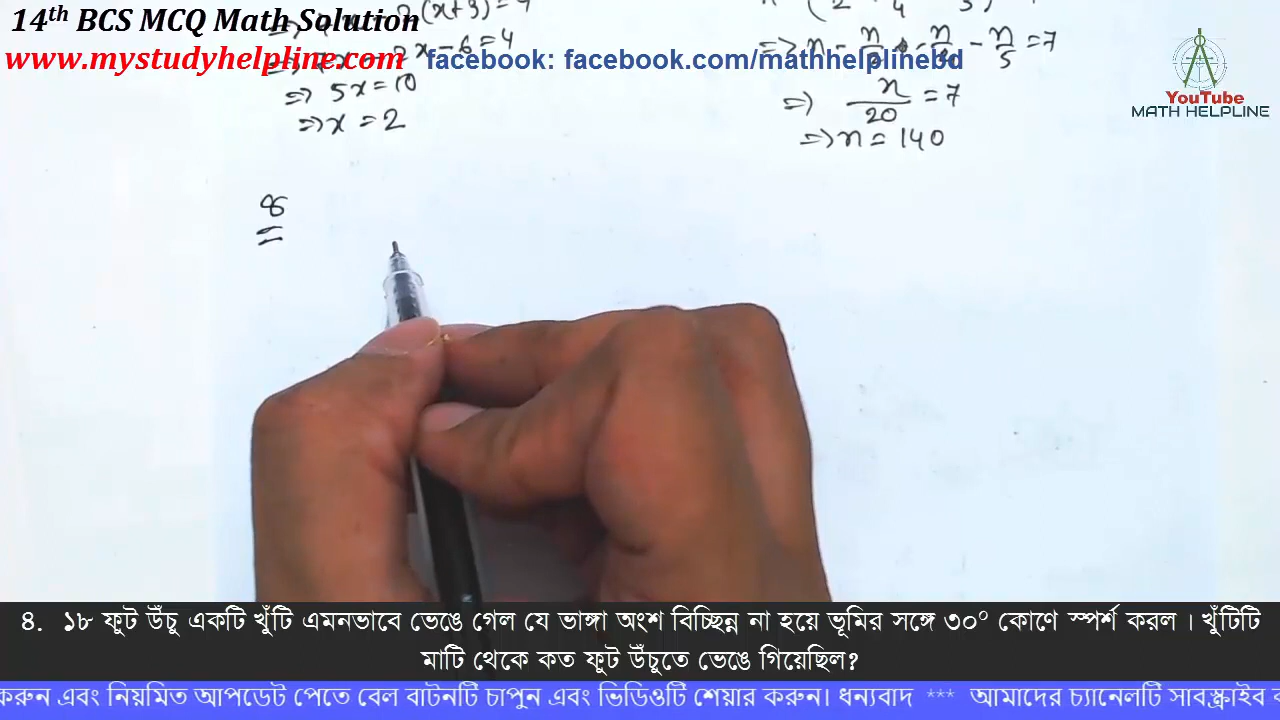 14th BCS MCQ Math Solution
www.mystudyhelpline.com facebook: facebook.com/mathhelplinebd
YouTube
MATH HELPLINE
⇒ 5x = 10
⇒ x = 2
⇒ n/20 = 7
⇒ n = 140
৪
৪. ১৮ ফুট উঁচু একটি খুঁটি এমনভাবে ভেঙে গেল যে ভাঙ্গা অংশ বিচ্ছিন্ন না হয়ে ভূমির সঙ্গে ৩০° কোণে স্পর্শ করল । খুঁটিটি
মাটি থেকে কত ফুট উঁচুতে ভেঙে গিয়েছিল?
করুন এবং নিয়মিত আপডেট পেতে বেল বাটনটি চাপুন এবং ভিডিওটি শেয়ার করুন। ধন্যবাদ *** আমাদের চ্যানেলটি সাবস্ক্রাইব